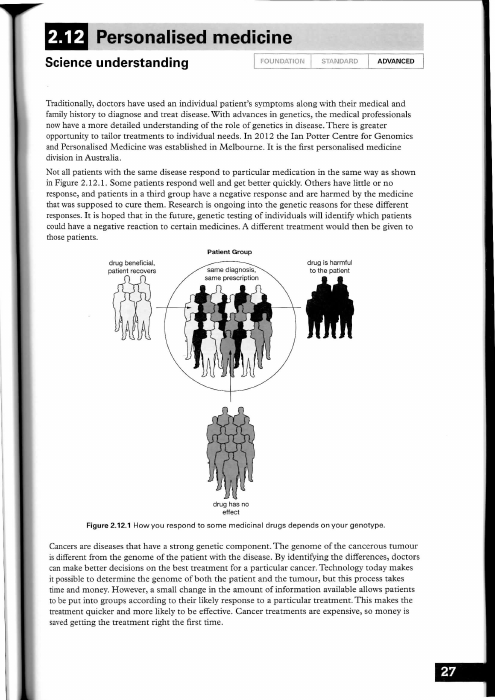 2.12 Personalised medicine
Science understanding
FOUNDATION STANDARD ADVANCED
Traditionally, doctors have used an individual patient's symptoms along with their medical and
family history to diagnose and treat disease. With advances in genetics, the medical professionals
now have a more detailed understanding of the role of genetics in disease. There is greater
opportunity to tailor treatments to individual needs. In 2012 the Ian Potter Centre for Genomics
and Personalised Medicine was established in Melbourne. It is the first personalised medicine
division in Australia.
Not all patients with the same disease respond to particular medication in the same way as shown
in Figure 2.12.1. Some patients respond well and get better quickly. Others have little or no
response, and patients in a third group have a negative response and are harmed by the medicine
that was supposed to cure them. Research is ongoing into the genetic reasons for these different
responses. It is hoped that in the future, genetic testing of individuals will identify which patients
could have a negative reaction to certain medicines. A different treatment would then be given to
those patients.
Patient Group
drug beneficial,
patient recovers
same diagnosis,
same prescription
drug is harmful
to the patient
drug has no
effect
Figure 2.12.1 How you respond to some medicinal drugs depends on your genotype.
Cancers are diseases that have a strong genetic component. The genome of the cancerous tumour
is different from the genome of the patient with the disease. By identifying the differences, doctors
can make better decisions on the best treatment for a particular cancer. Technology today makes
it possible to determine the genome of both the patient and the tumour, but this process takes
time and money. However, a small change in the amount of information available allows patients
to be put into groups according to their likely response to a particular treatment. This makes the
treatment quicker and more likely to be effective. Cancer treatments are expensive, so money is
saved getting the treatment right the first time.
27